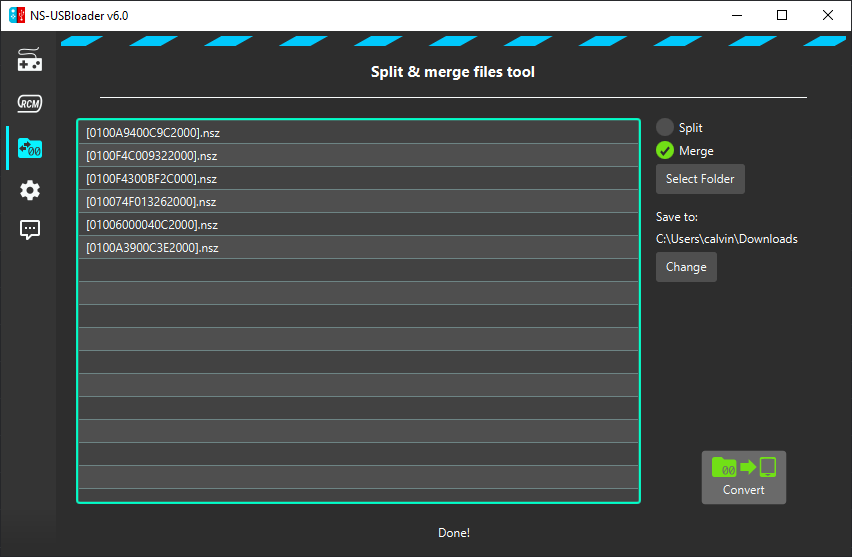 NS-USBloader v6.0
RCM
00
Split & merge files tool
[0100A9400C9C2000].nsz
[0100F4C009322000].nsz
[0100F4300BF2C000].nsz
[010074F013262000].nsz
[01006000040C2000].nsz
[0100A3900C3E2000].nsz
Split
Merge
Select Folder
Save to:
C:\Users\calvin\Downloads
Change
00
Convert
Done!